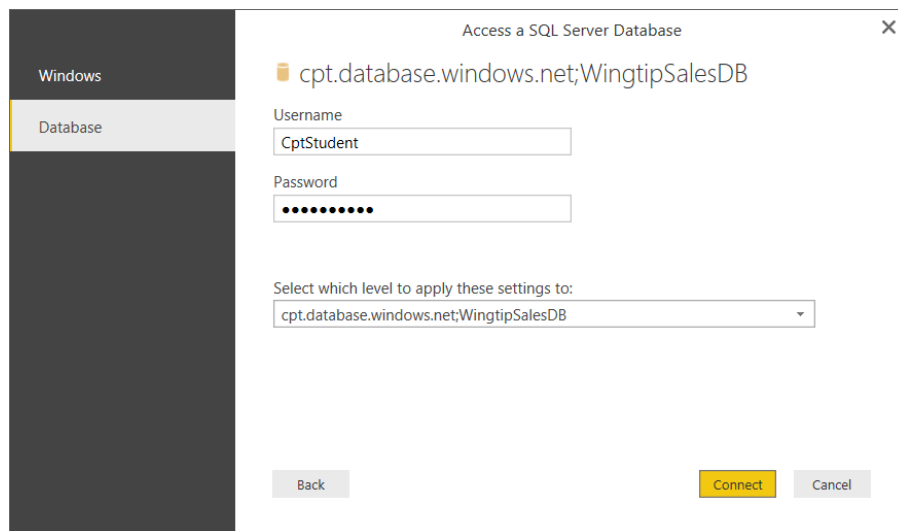 Access a SQL Server Database
Windows
Database
cpt.database.windows.net;WingtipSalesDB
Username
CptStudent
Password
••••••••••
Select which level to apply these settings to:
cpt.database.windows.net;WingtipSalesDB
Back
Connect
Cancel